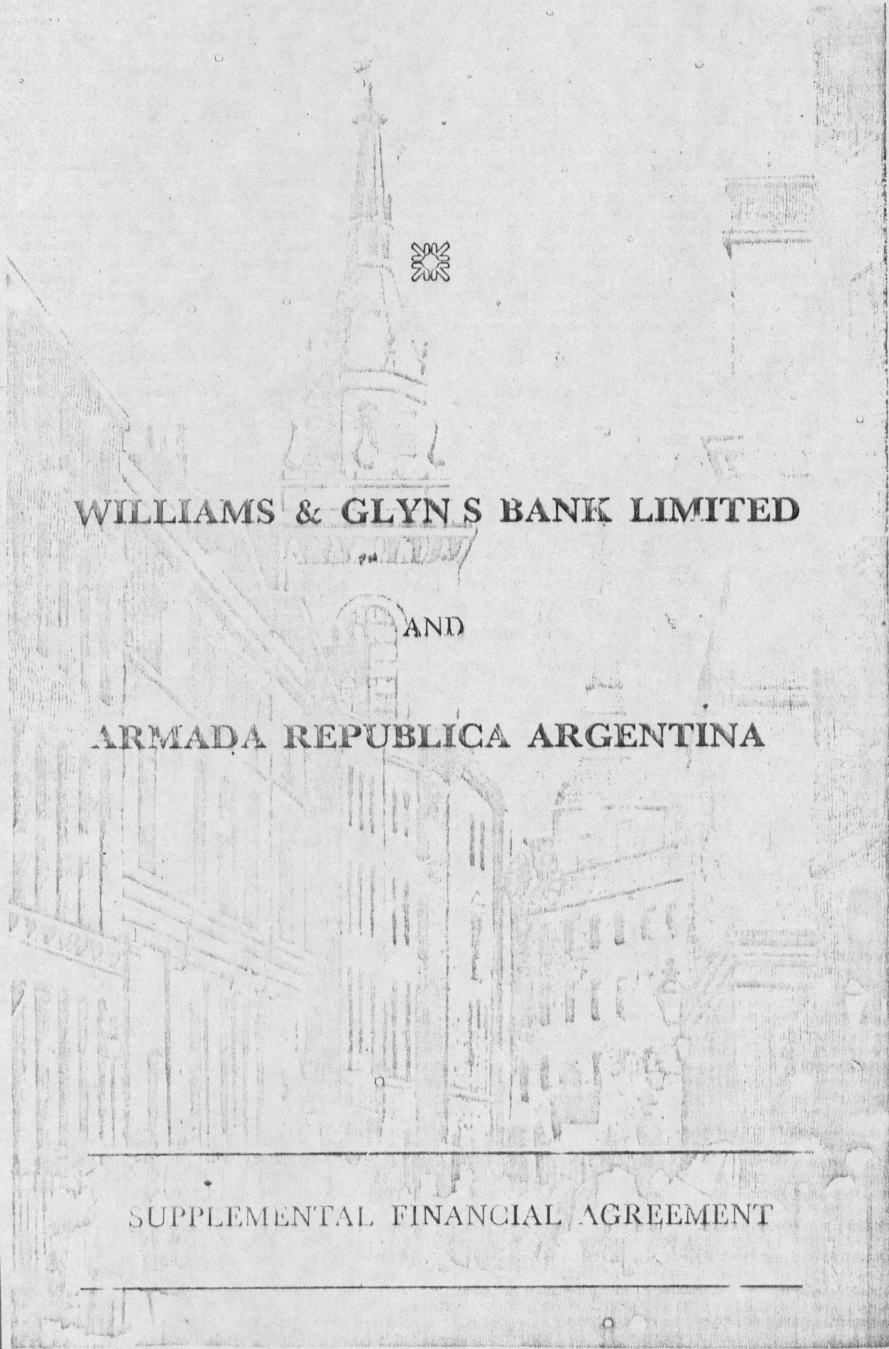 WILLIAMS & GLYN S BANK LIMITED
AND
ARMADA REPUBLICA ARGENTINA
SUPPLEMENTAL FINANCIAL AGREEMENT